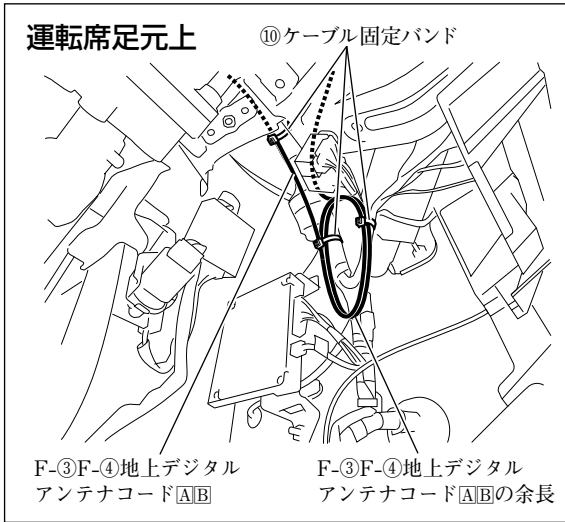 運転席足元上
⑩ケーブル固定バンド
F-③F-④地上デジタル
アンテナコード🄰🄱
F-③F-④地上デジタル
アンテナコード🄰🄱の余長